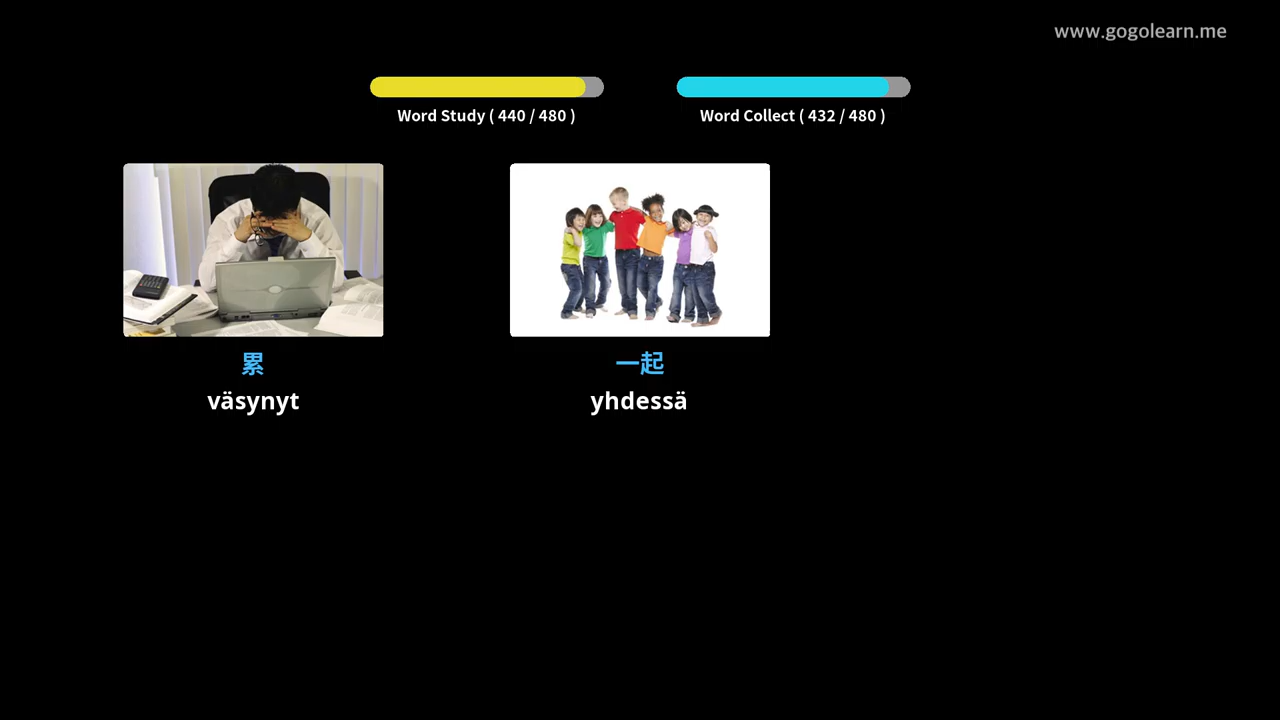 www.gogolearn.me
Word Study ( 440 / 480 )
Word Collect ( 432 / 480 )
累
väsynyt
一起
yhdessä